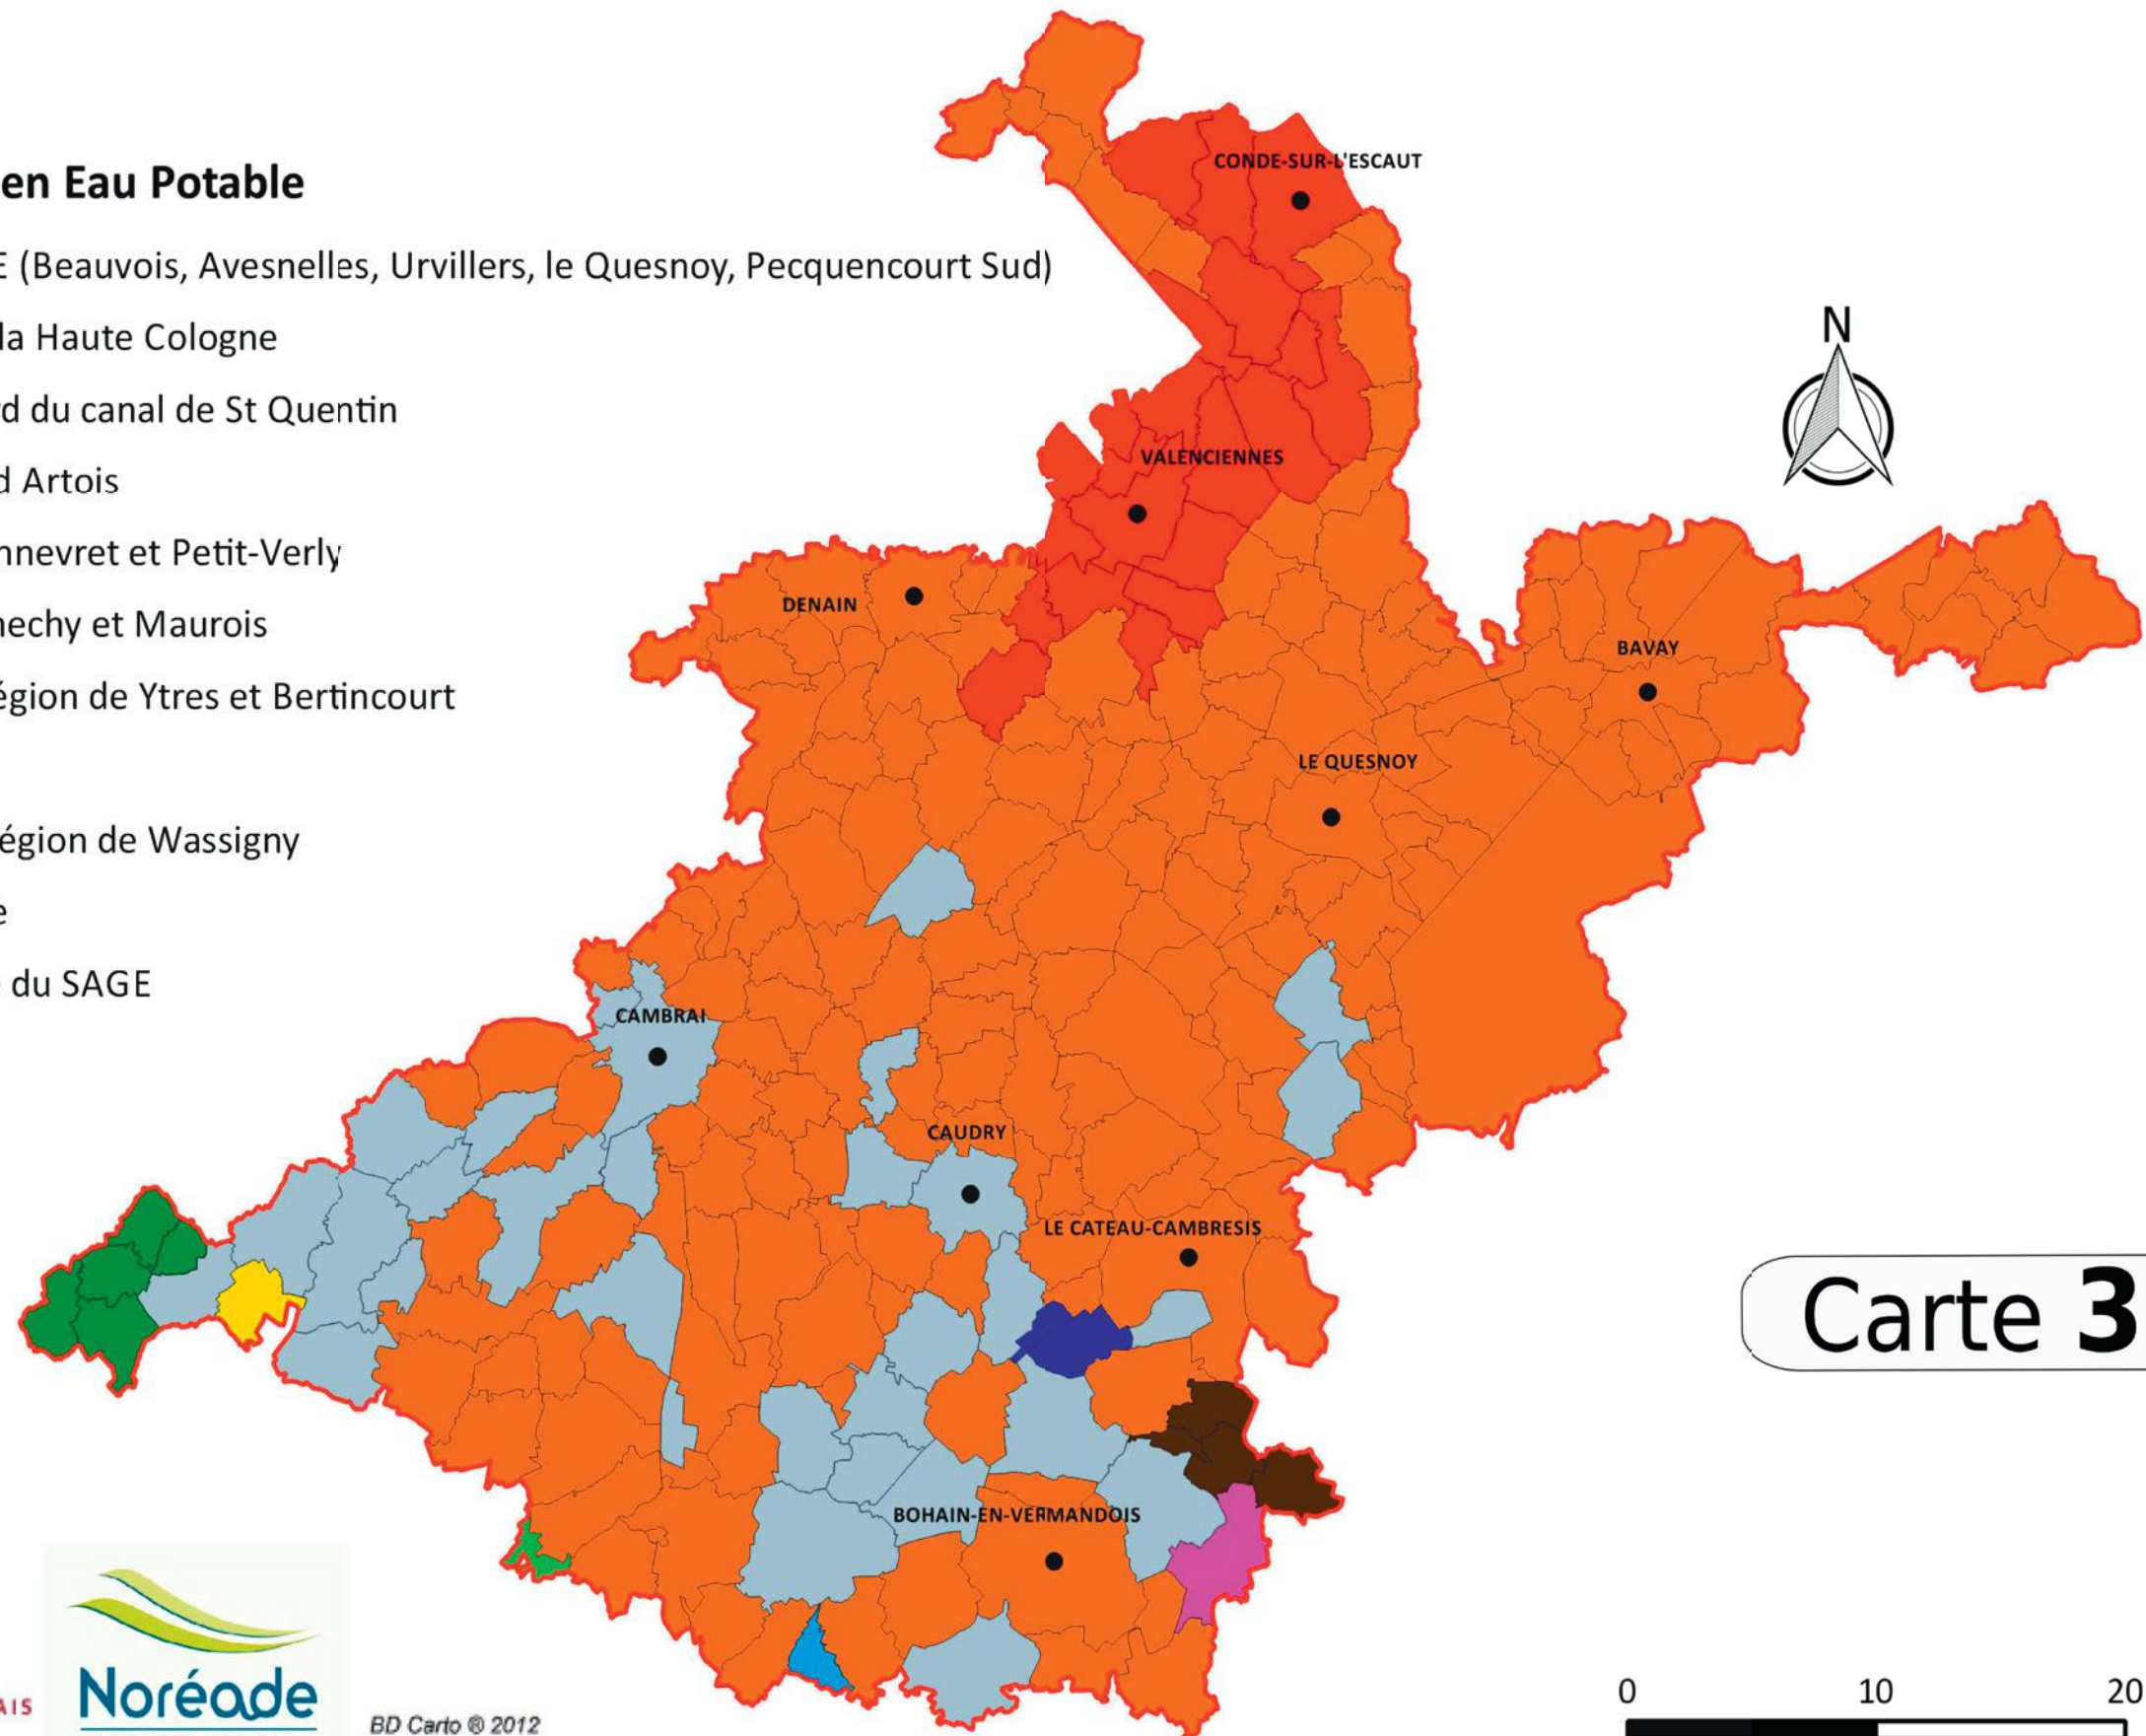 en Eau Potable
E (Beauvois, Avesnelles, Urvillers, le Quesnoy, Pecquencourt Sud)
la Haute Cologne
d du canal de St Quentin
d Artois
nnevret et Petit-Verly
nechy et Maurois
égion de Ytres et Bertincourt
égion de Wassigny
e
du SAGE
CONDE-SUR-L'ESCAUT
N
VALENCIENNES
DENAIN
BAVAY
LE QUESNOY
CAMBRAI
CAUDRY
LE CATEAU-CAMBRESIS
Carte 3
BOHAIN-EN-VERMANDOIS
AIS
Noréade
BD Carto ® 2012
0 10 20